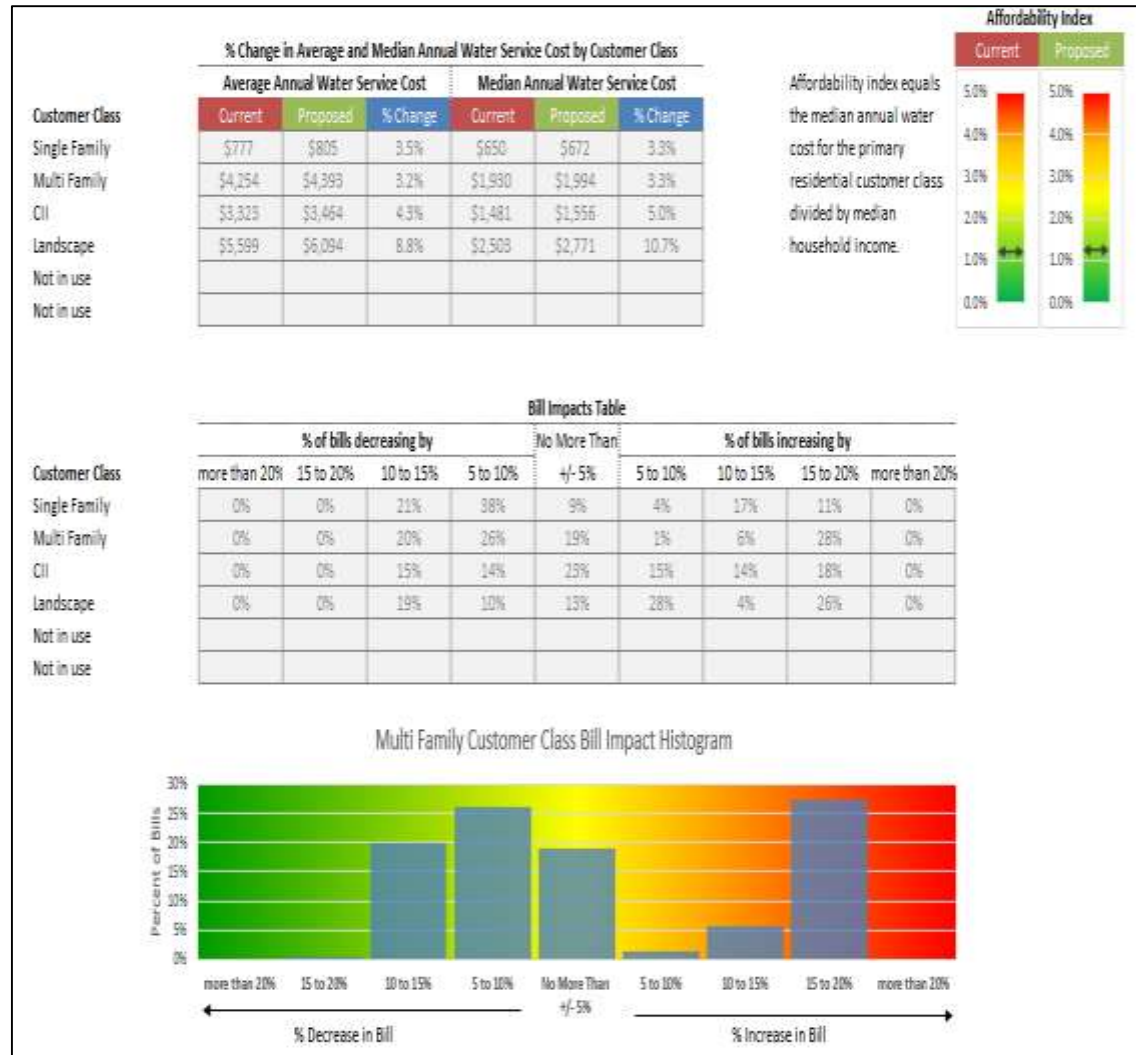 Affordability Index
Current Proposed
% Change in Average and Median Annual Water Service Cost by Customer Class
Average Annual Water Service Cost Median Annual Water Service Cost
Customer Class Current Proposed % Change Current Proposed % Change
Single Family $777 $805 3.5% $650 $672 3.3%
Multi Family $4,254 $4,393 3.2% $1,930 $1,994 3.3%
CII $3,323 $3,464 4.3% $1,481 $1,556 5.0%
Landscape $5,599 $6,094 8.8% $2,503 $2,771 10.7%
Not in use
Not in use
Affordability index equals
the median annual water
cost for the primary
residential customer class
divided by median
household income.
5.0% 5.0%
4.0% 4.0%
3.0% 3.0%
2.0% 2.0%
1.0% 1.0%
0.0% 0.0%
Bill Impacts Table
% of bills decreasing by No More Than % of bills increasing by
Customer Class more than 20% 15 to 20% 10 to 15% 5 to 10% +/- 5% 5 to 10% 10 to 15% 15 to 20% more than 20%
Single Family 0% 0% 21% 38% 9% 4% 17% 11% 0%
Multi Family 0% 0% 20% 26% 19% 1% 6% 28% 0%
CII 0% 0% 15% 14% 23% 15% 14% 18% 0%
Landscape 0% 0% 19% 10% 13% 28% 4% 26% 0%
Not in use
Not in use
Multi Family Customer Class Bill Impact Histogram
Percent of Bills
30%
25%
20%
15%
10%
5%
0%
more than 20% 15 to 20% 10 to 15% 5 to 10% No More Than 5 to 10% 10 to 15% 15 to 20% more than 20%
+/- 5%
% Decrease in Bill % Increase in Bill